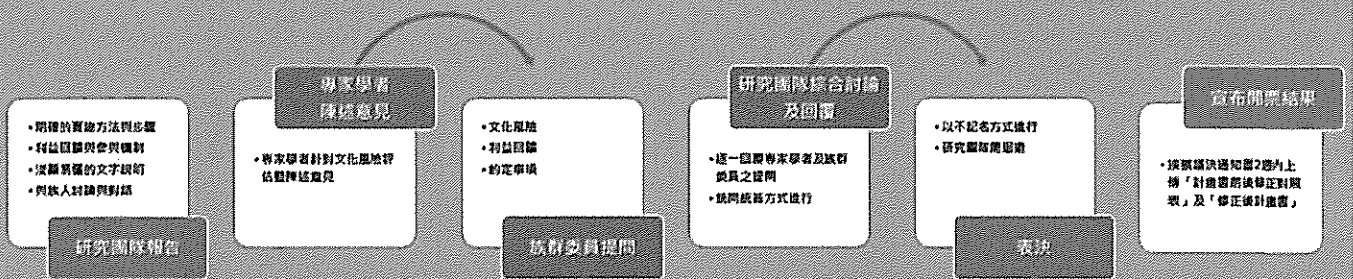 • 明確的實驗方法與步驟
• 利益回饋與參與機制
• 淺顯易懂的文字說明
• 與族人討論與對話
研究團隊報告
專家學者
陳述意見
• 專家學者針對文化風險評
估暨陳述意見
• 文化風險
• 利益回饋
• 約定事項
族群委員提問
研究團隊綜合討論
及回覆
• 逐一回應專家學者及族群
委員之提問
• 統問統答方式進行
• 以不記名方式進行
• 研究團隊需迴避
表決
宣布開票結果
• 接獲議決通知書2週內上
傳「計畫書前後修正對照
表」及「修正後計畫書」